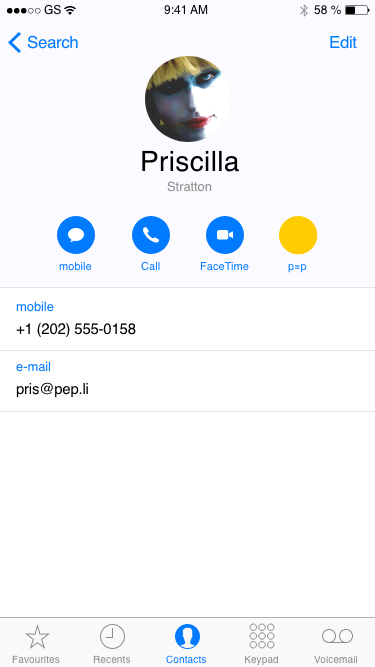 GS 9:41 AM 58 %
Search Edit
Priscilla
Stratton
mobile Call FaceTime p≡p
mobile
+1 (202) 555-0158
e-mail
pris@pep.li
Favourites Recents Contacts Keypad Voicemail